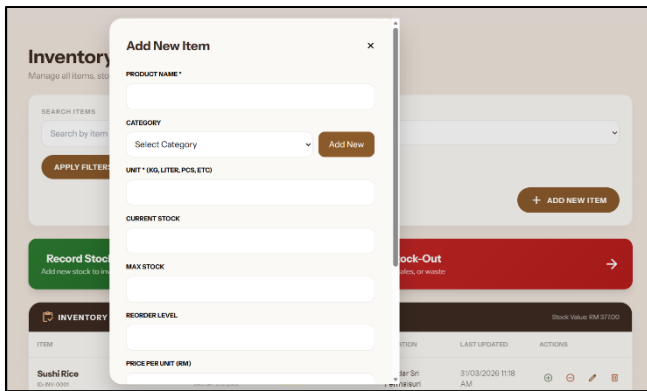 Add New Item ×
Inventory
Manage all items, sto
PRODUCT NAME *
SEARCH ITEMS
Search by item
CATEGORY
Select Category
Add New
APPLY FILTERS
UNIT * (KG, LITER, PCS, ETC)
+ ADD NEW ITEM
CURRENT STOCK
Record Stoc
Add new stock to inv
ock-Out
ales, or waste
MAX STOCK
INVENTORY
Stock Value: RM 377.00
REORDER LEVEL
ITEM
LAST UPDATED
ACTIONS
PRICE PER UNIT (RM)
Sushi Rice
ID: INV-0001
dar Sri
31/03/2026 11:18
AM